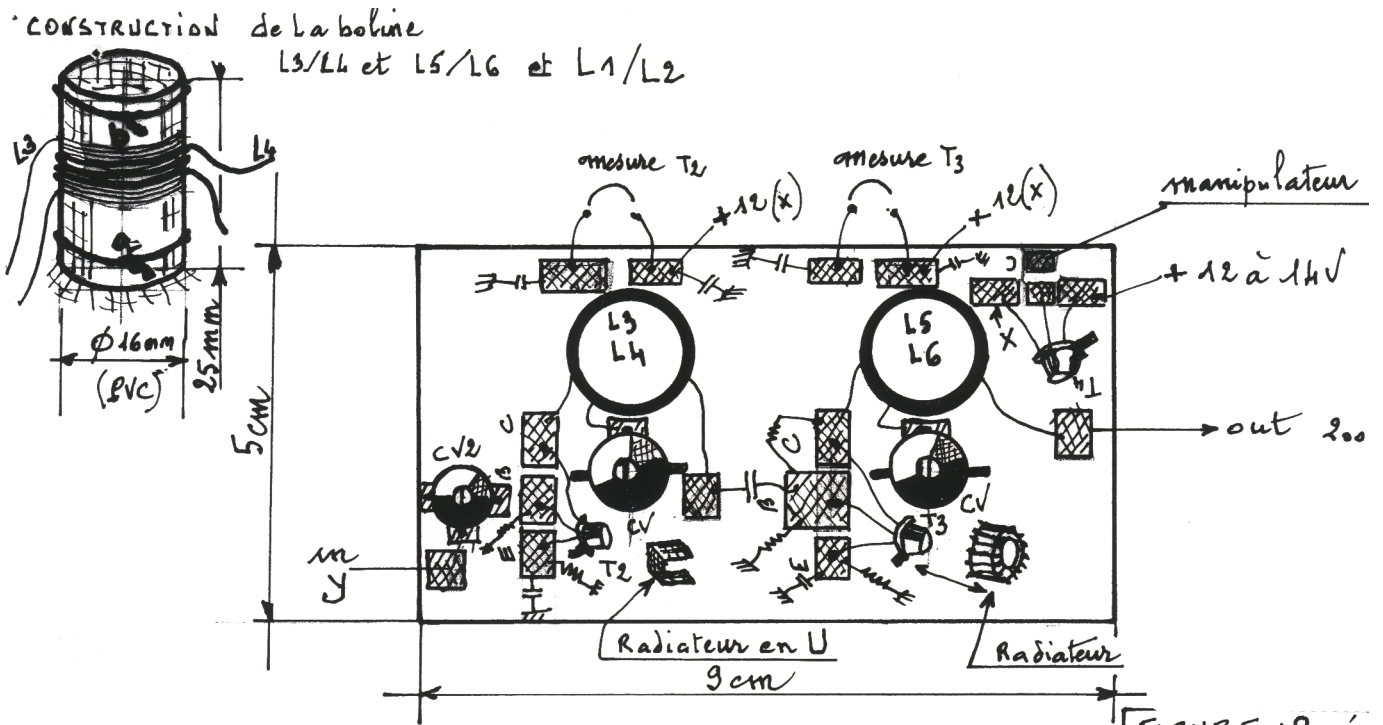 CONSTRUCTION de la bobine
L3/L4 et L5/L6 et L1/L2
L3
L4
b
a
25mm
φ16mm
(PVC)
mesure T2
mesure T3
+12(X)
+12(X)
manipulateur
+ 12 à 14V
C
X
T4
L3
L4
L5
L6
5cm
CV2
C
B
E
T2
CV
C
B
E
T3
CV
out
in
y
Radiateur en U
Radiateur
9cm